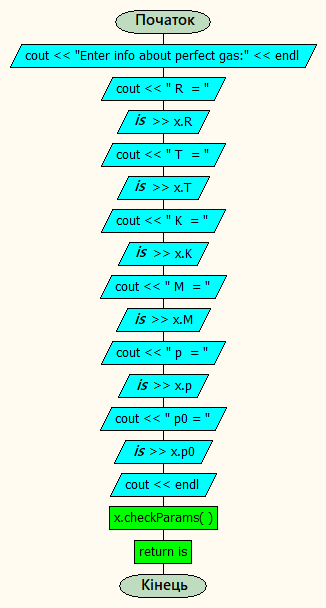 Початок
cout << "Enter info about perfect gas:" << endl
cout << " R  = "
is >> x.R
cout << " T  = "
is >> x.T
cout << " K  = "
is >> x.K
cout << " M  = "
is >> x.M
cout << " p  = "
is >> x.p
cout << " p0 = "
is >> x.p0
cout << endl
x.checkParams( )
return is
Кінець